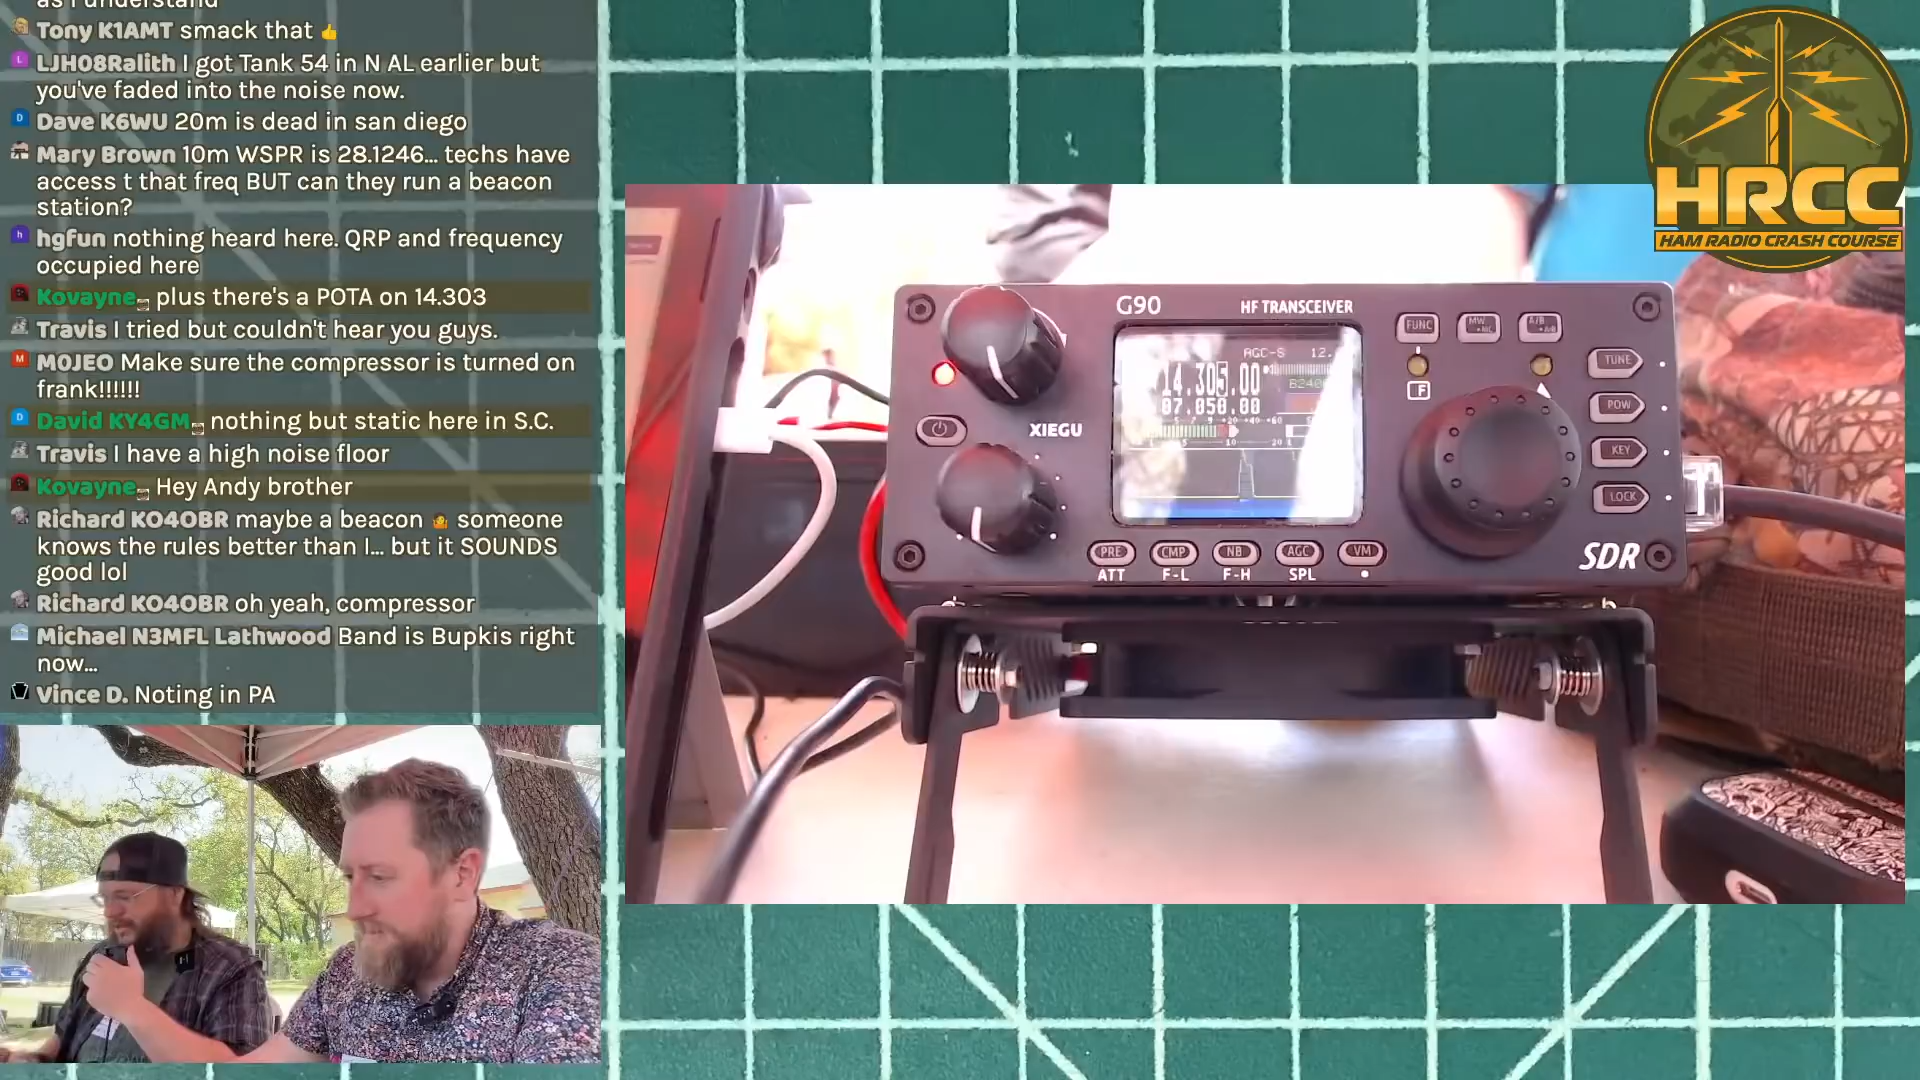 as I understand
Tony K1AMT smack that 👍
LJH08Ralith I got Tank 54 in N AL earlier but
you've faded into the noise now.
Dave K6WU 20m is dead in san diego
Mary Brown 10m WSPR is 28.1246... techs have
access t that freq BUT can they run a beacon
station?
hgfun nothing heard here. QRP and frequency
occupied here
Kovayne plus there's a POTA on 14.303
Travis I tried but couldn't hear you guys.
M0JEO Make sure the compressor is turned on
frank!!!!!!
David KY4GM nothing but static here in S.C.
Travis I have a high noise floor
Kovayne Hey Andy brother
Richard KO4OBR maybe a beacon 🤷 someone
knows the rules better than I... but it SOUNDS
good lol
Richard KO4OBR oh yeah, compressor
Michael N3MFL Lathwood Band is Bupkis right
now...
Vince D. Noting in PA
HRCC
HAM RADIO CRASH COURSE
G90 HF TRANSCEIVER
FUNC MW A/B
AGC-S 12.
14.305.00
07.050.00
TUNE
POW
KEY
LOCK
F
XIEGU
PRE CMP NB AGC VM
ATT F-L F-H SPL
SDR